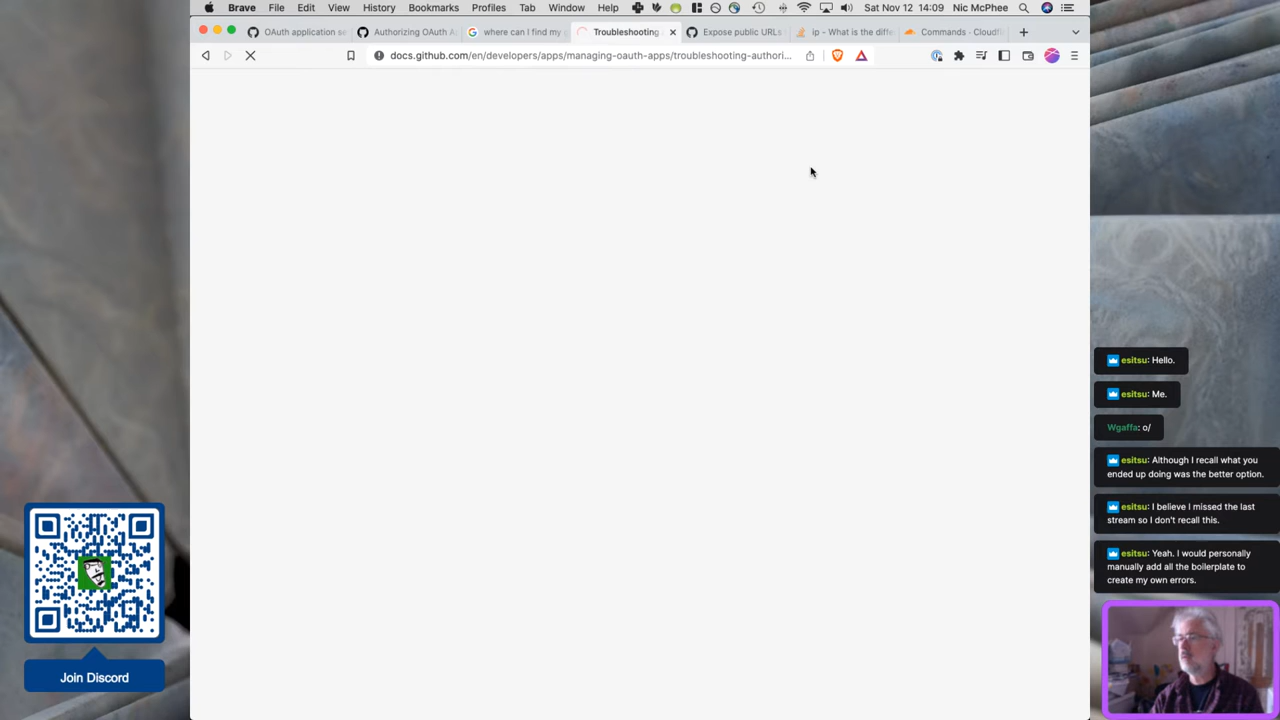 Brave File Edit View History Bookmarks Profiles Tab Window Help Sat Nov 12 14:09 Nic McPhee
OAuth application se
Authorizing OAuth A
where can I find my g
Troubleshooting
Expose public URLs
ip - What is the diffe
Commands · Cloudfl
docs.github.com/en/developers/apps/managing-oauth-apps/troubleshooting-authori...
esitsu: Hello.
esitsu: Me.
Wgaffa: o/
esitsu: Although I recall what you
ended up doing was the better option.
esitsu: I believe I missed the last
stream so I don't recall this.
esitsu: Yeah. I would personally
manually add all the boilerplate to
create my own errors.
Join Discord